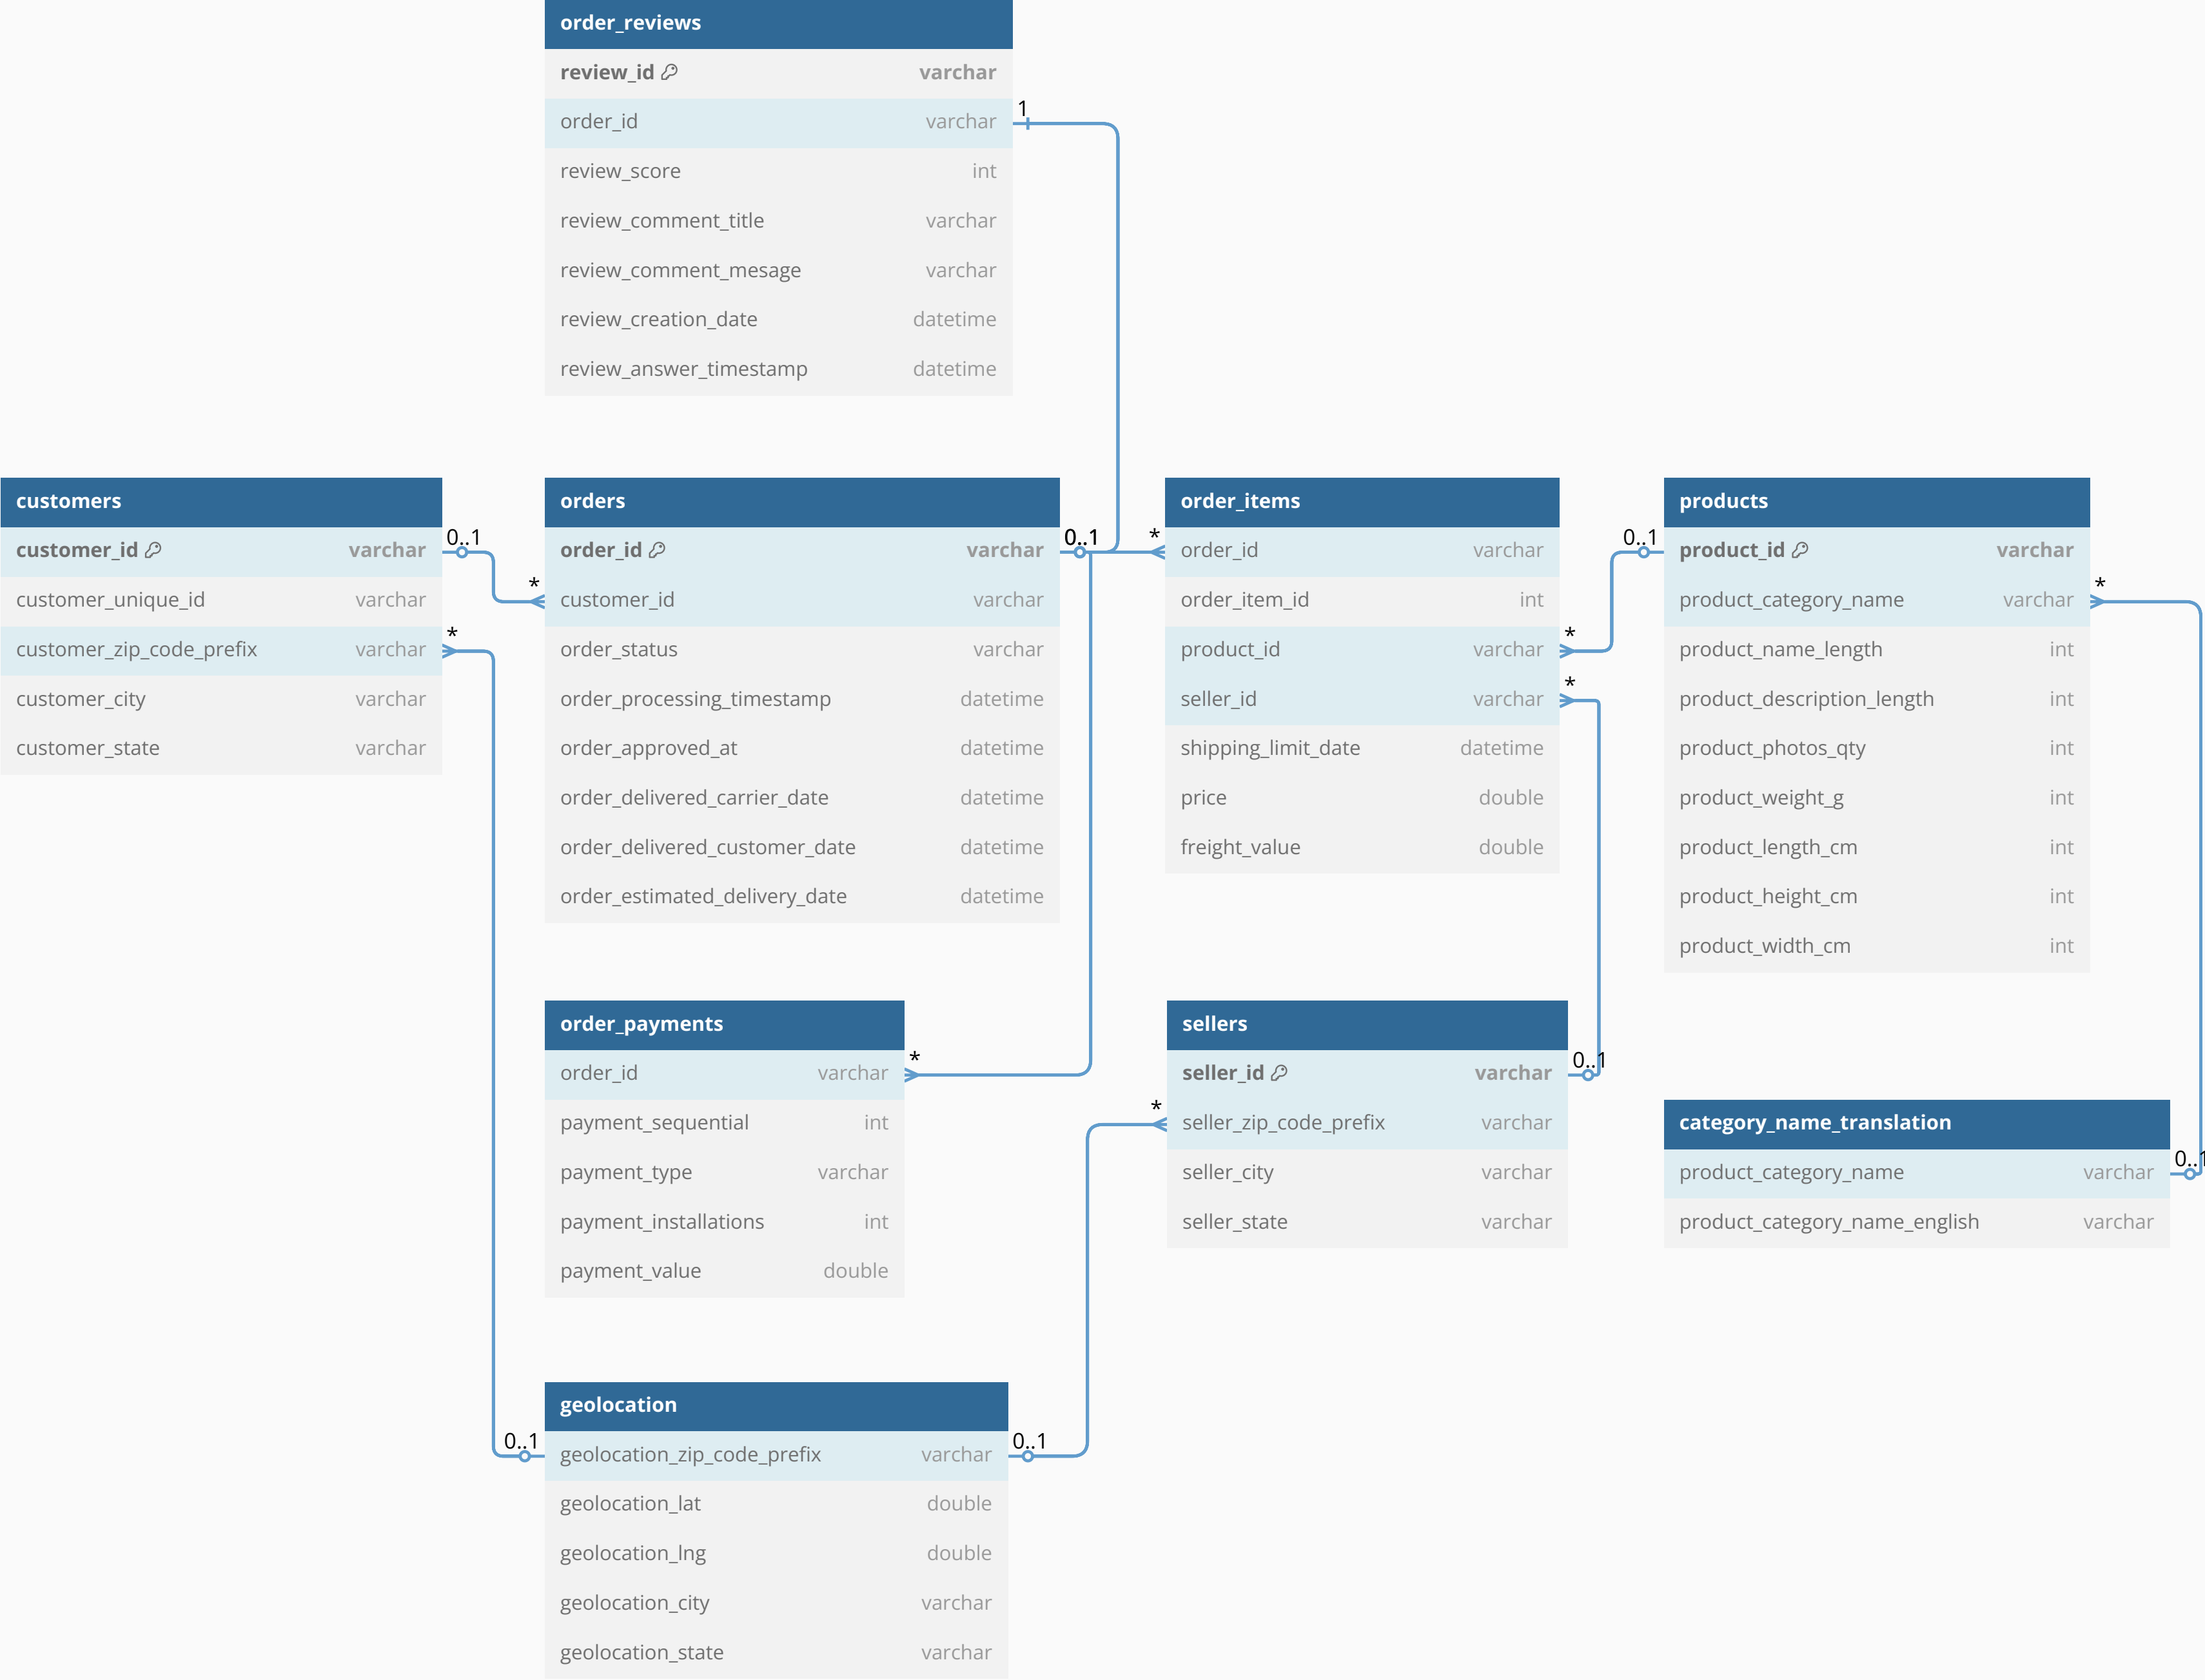 order_reviews
review_id varchar
order_id varchar
1
review_score int
review_comment_title varchar
review_comment_mesage varchar
review_creation_date datetime
review_answer_timestamp datetime
customers
customer_id varchar
0..1
customer_unique_id varchar
customer_zip_code_prefix varchar
*
customer_city varchar
customer_state varchar
orders
order_id varchar
0..1
*
customer_id varchar
order_status varchar
order_processing_timestamp datetime
order_approved_at datetime
order_delivered_carrier_date datetime
order_delivered_customer_date datetime
order_estimated_delivery_date datetime
order_items
*
order_id varchar
order_item_id int
product_id varchar
*
seller_id varchar
*
shipping_limit_date datetime
price double
freight_value double
products
0..1
product_id varchar
product_category_name varchar
*
product_name_length int
product_description_length int
product_photos_qty int
product_weight_g int
product_length_cm int
product_height_cm int
product_width_cm int
order_payments
order_id varchar
*
payment_sequential int
payment_type varchar
payment_installations int
payment_value double
sellers
seller_id varchar
0..1
*
seller_zip_code_prefix varchar
seller_city varchar
seller_state varchar
category_name_translation
product_category_name varchar
0..1
product_category_name_english varchar
geolocation
0..1
geolocation_zip_code_prefix varchar
0..1
geolocation_lat double
geolocation_lng double
geolocation_city varchar
geolocation_state varchar